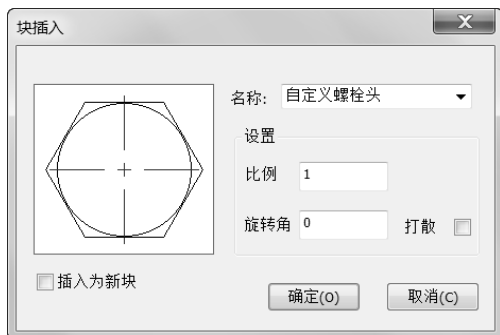 块插入
名称: 自定义螺栓头
设置
比例 1
旋转角 0 打散
插入为新块
确定(O) 取消(C)